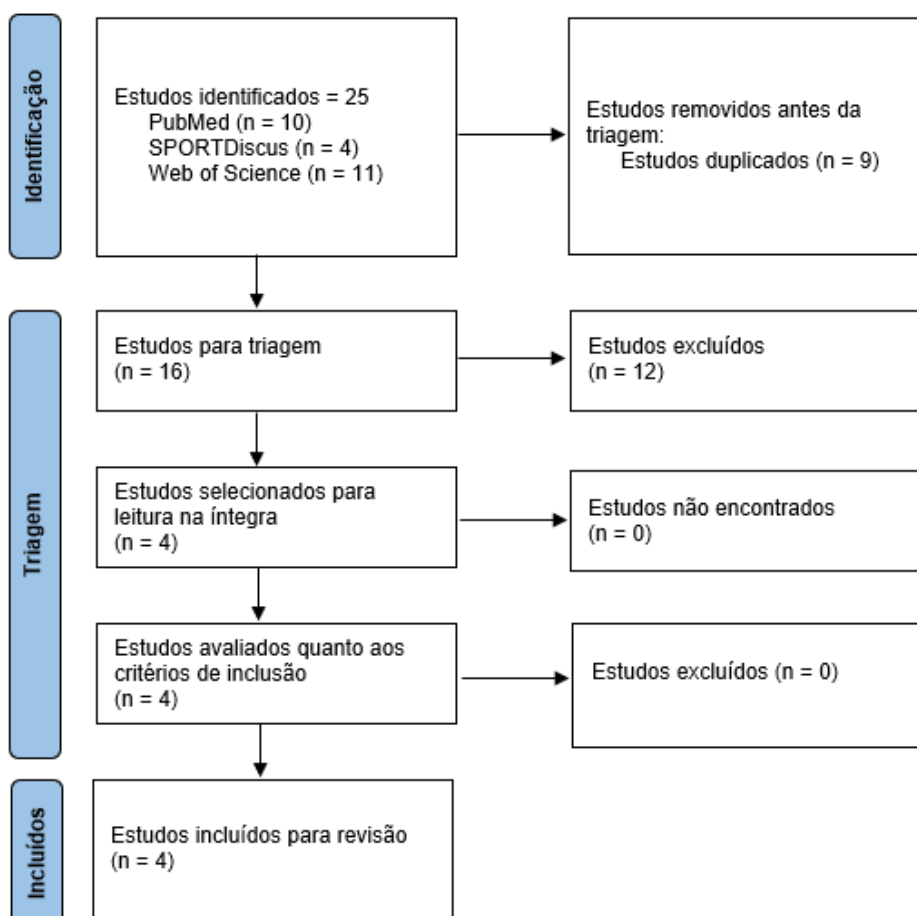 Identificação
Estudos identificados = 25
PubMed (n = 10)
SPORTDiscus (n = 4)
Web of Science (n = 11)
Estudos removidos antes da
triagem:
Estudos duplicados (n = 9)
Triagem
Estudos para triagem
(n = 16)
Estudos excluídos
(n = 12)
Estudos selecionados para
leitura na íntegra
(n = 4)
Estudos não encontrados
(n = 0)
Estudos avaliados quanto aos
critérios de inclusão
(n = 4)
Estudos excluídos (n = 0)
Incluídos
Estudos incluídos para revisão
(n = 4)